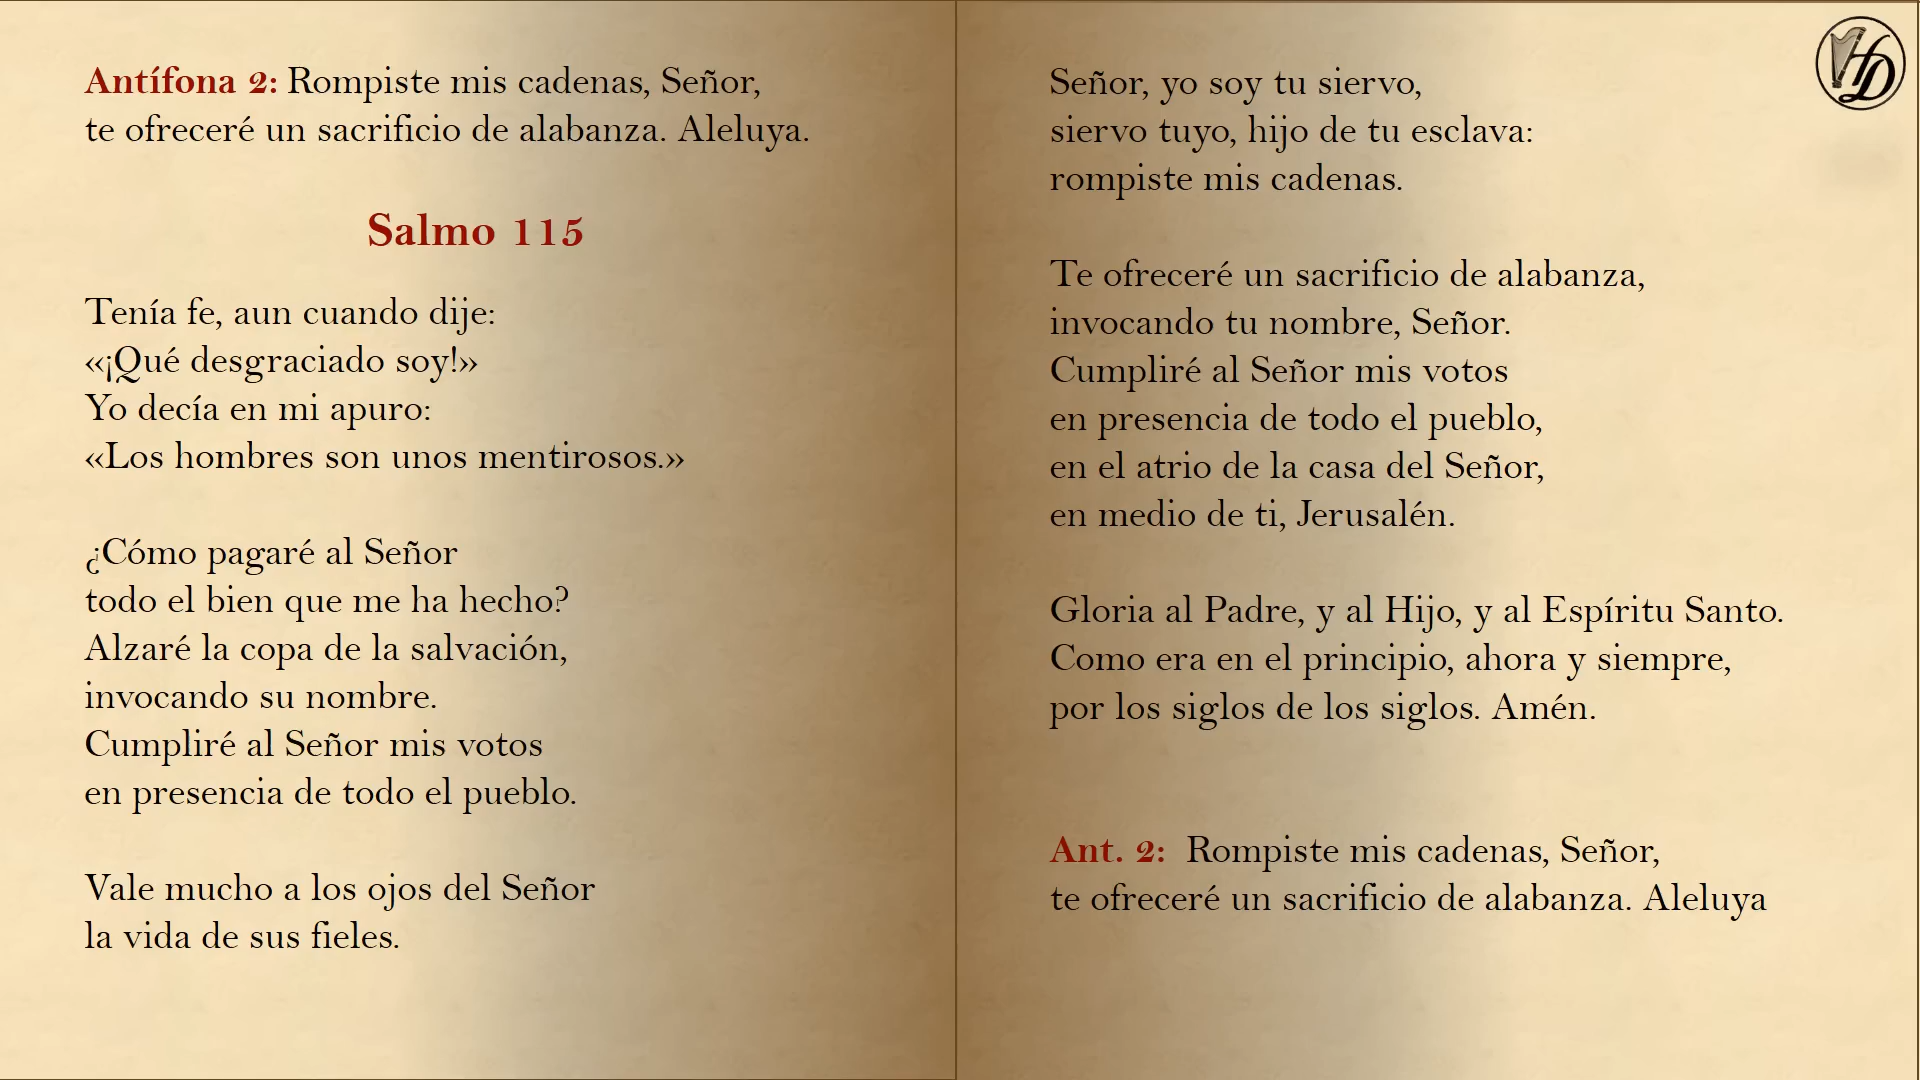 Antífona 2: Rompiste mis cadenas, Señor,
te ofreceré un sacrificio de alabanza. Aleluya.
Salmo 115
Tenía fe, aun cuando dije:
«¡Qué desgraciado soy!»
Yo decía en mi apuro:
«Los hombres son unos mentirosos.»
¿Cómo pagaré al Señor
todo el bien que me ha hecho?
Alzaré la copa de la salvación,
invocando su nombre.
Cumpliré al Señor mis votos
en presencia de todo el pueblo.
Vale mucho a los ojos del Señor
la vida de sus fieles.
HD
Señor, yo soy tu siervo,
siervo tuyo, hijo de tu esclava:
rompiste mis cadenas.
Te ofreceré un sacrificio de alabanza,
invocando tu nombre, Señor.
Cumpliré al Señor mis votos
en presencia de todo el pueblo,
en el atrio de la casa del Señor,
en medio de ti, Jerusalén.
Gloria al Padre, y al Hijo, y al Espíritu Santo.
Como era en el principio, ahora y siempre,
por los siglos de los siglos. Amén.
Ant. 2: Rompiste mis cadenas, Señor,
te ofreceré un sacrificio de alabanza. Aleluya